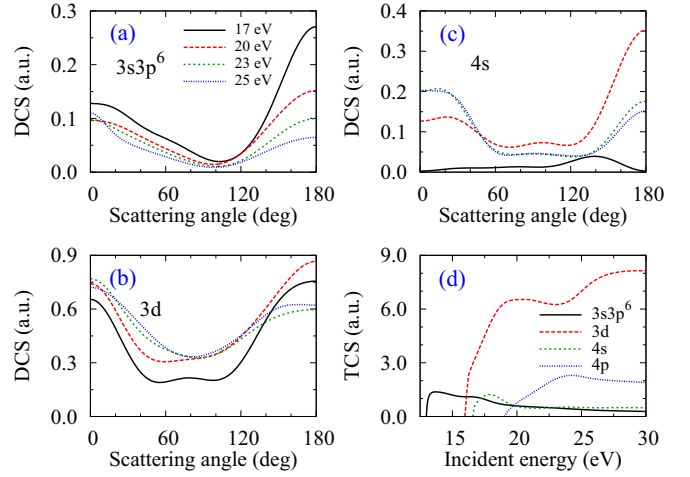 (a)
3s3p⁶
17 eV
20 eV
23 eV
25 eV
DCS (a.u.)
0.3
0.2
0.1
0.0
0
60
120
180
Scattering angle (deg)
(c)
4s
DCS (a.u.)
0.4
0.3
0.2
0.1
0.0
0
60
120
180
Scattering angle (deg)
(b)
3d
DCS (a.u.)
0.9
0.6
0.3
0.0
0
60
120
180
Scattering angle (deg)
(d)
3s3p⁶
3d
4s
4p
TCS (a.u.)
9.0
6.0
3.0
0.0
15
20
25
30
Incident energy (eV)